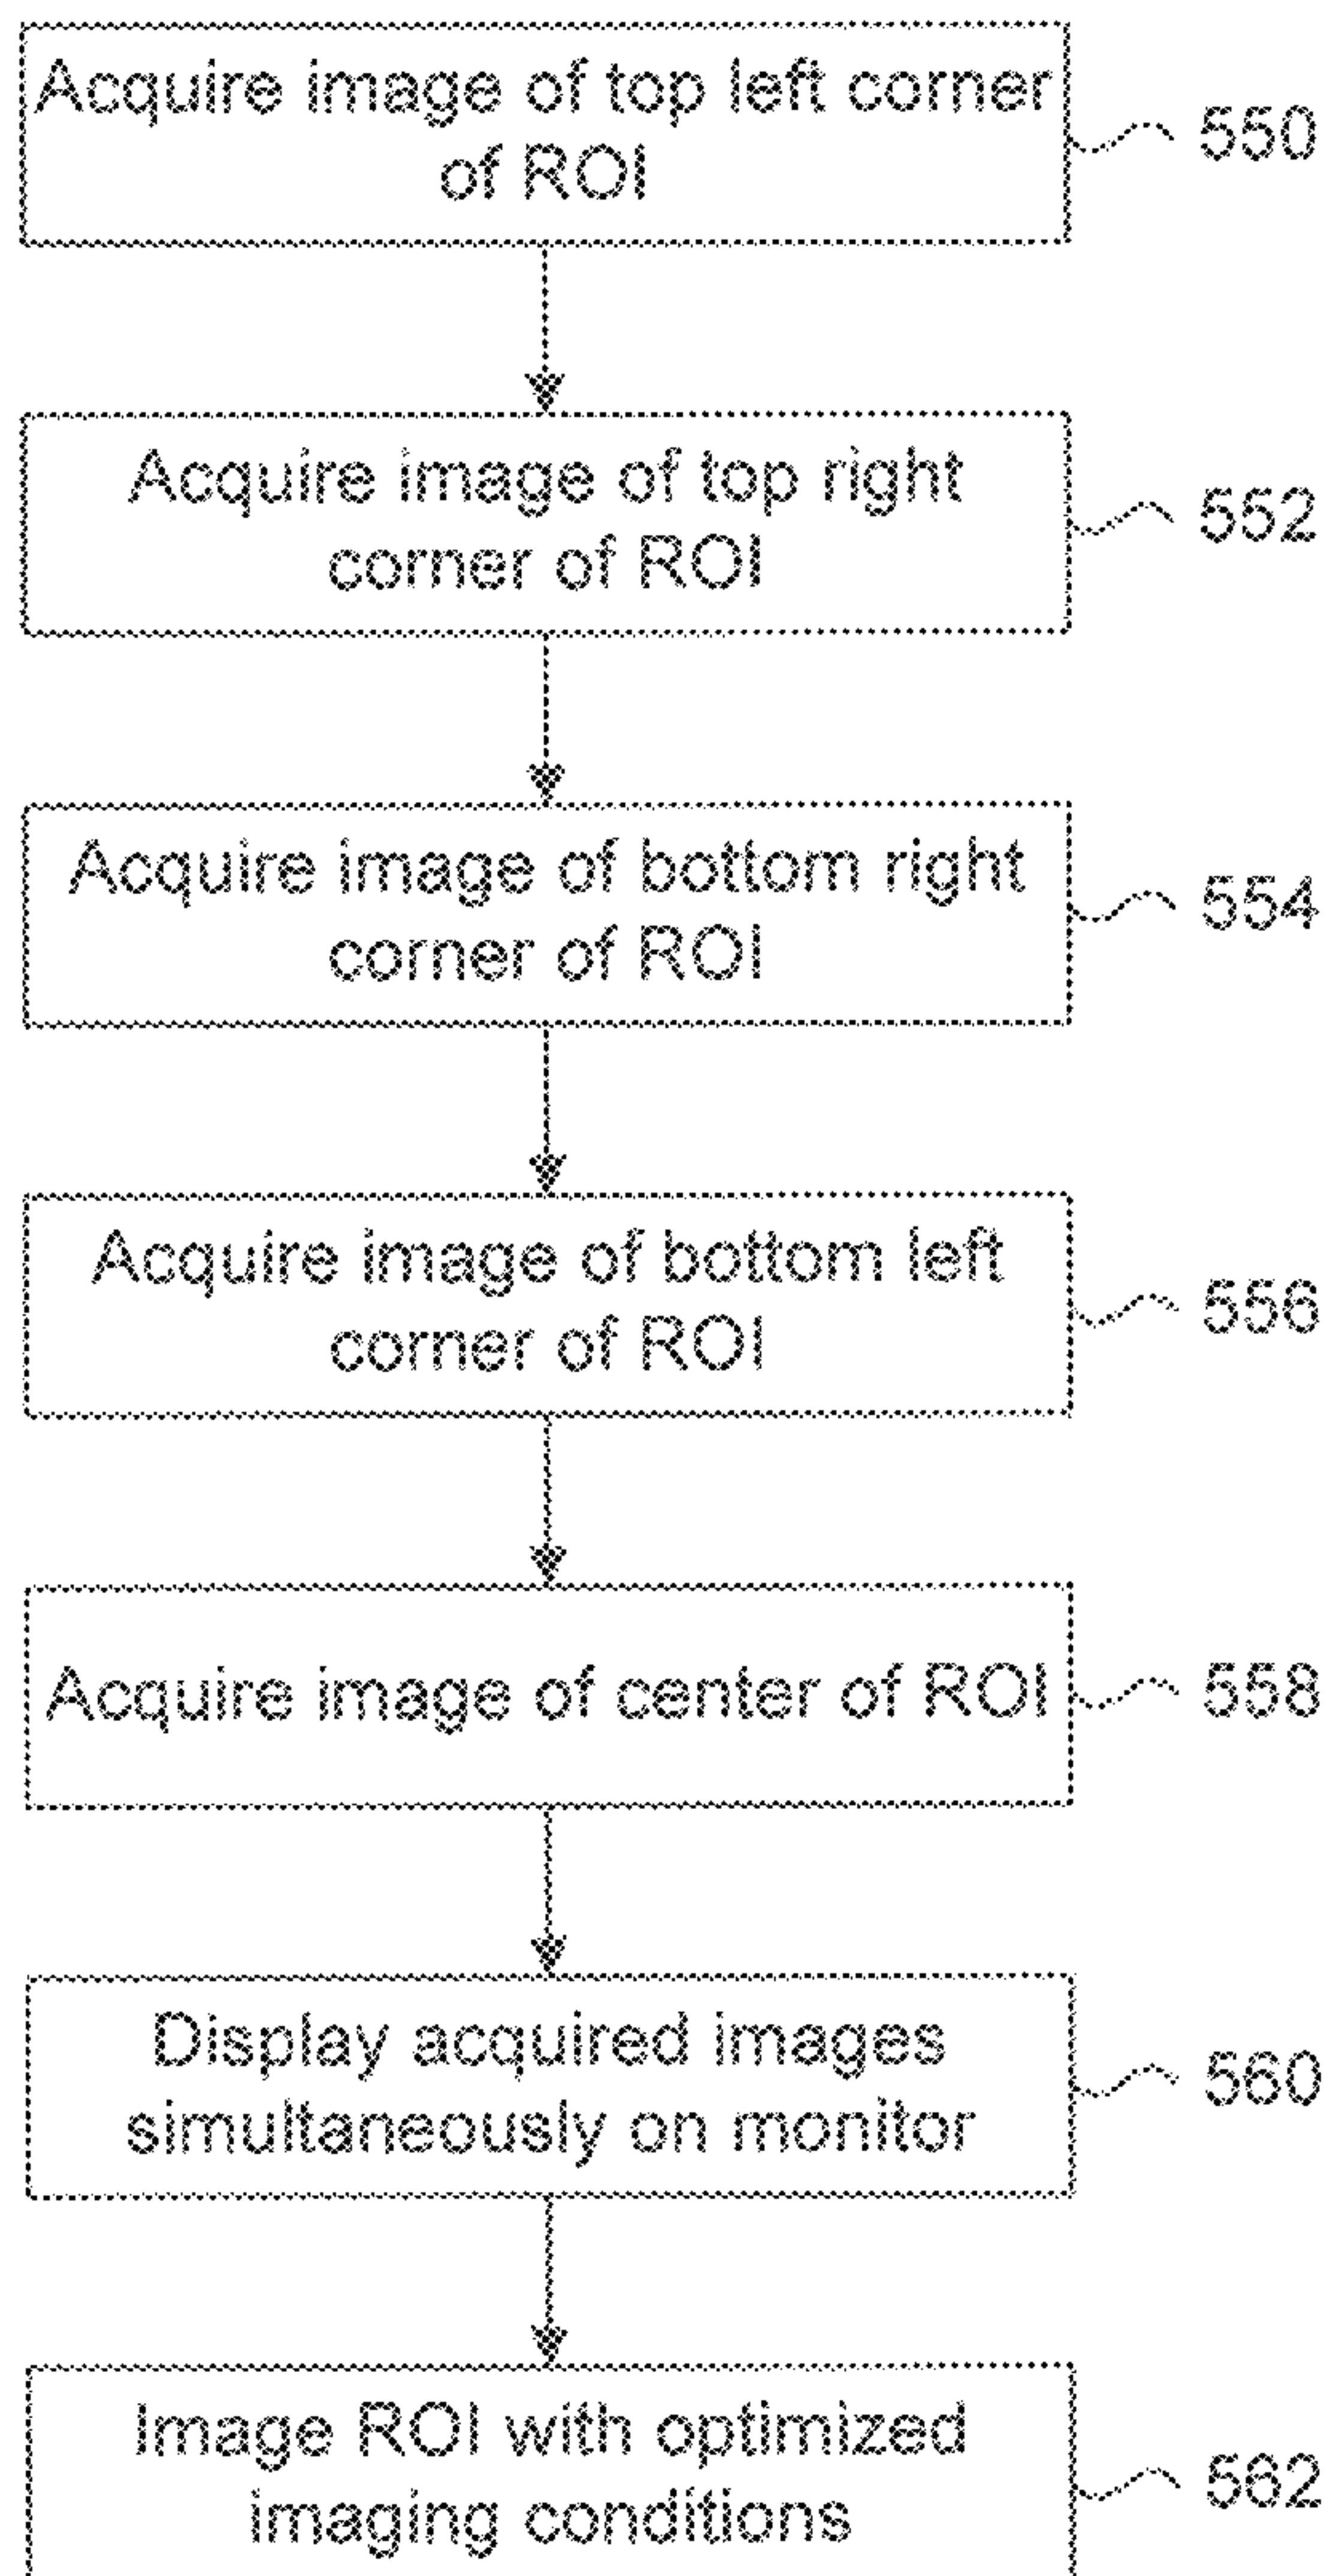 Acquire image of top left corner
of ROI
550
Acquire image of top right
corner of ROI
552
Acquire image of bottom right
corner of ROI
554
Acquire image of bottom left
corner of ROI
556
Acquire image of center of ROI
558
Display acquired images
simultaneously on monitor
560
Image ROI with optimized
imaging conditions
562